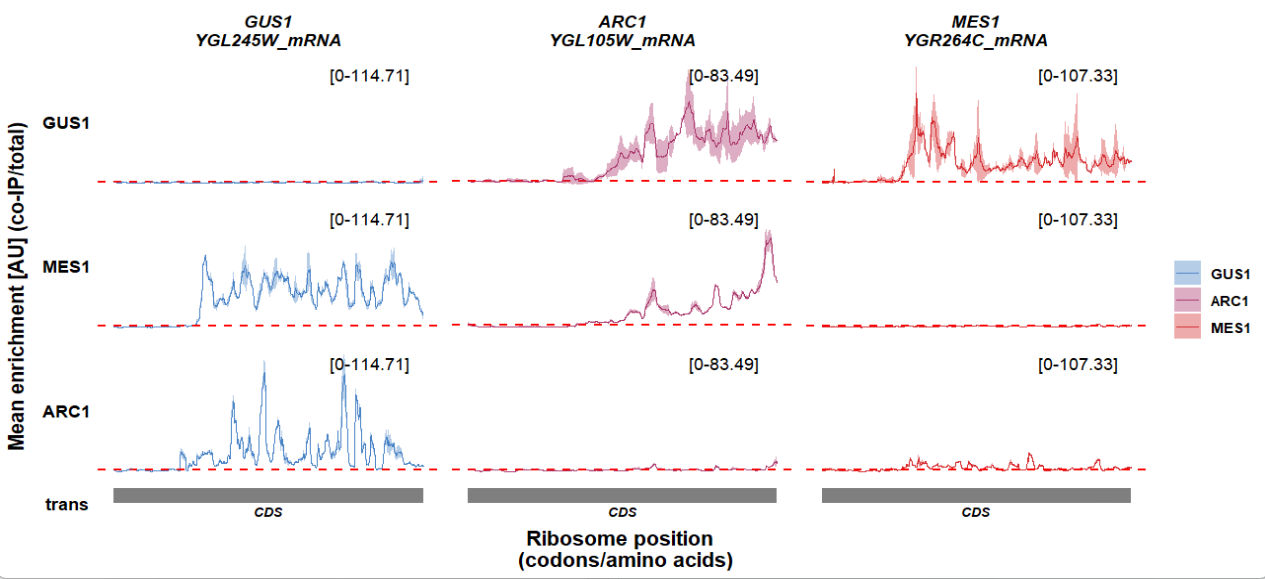 GUS1
YGL245W_mRNA
ARC1
YGL105W_mRNA
MES1
YGR264C_mRNA
Mean enrichment [AU] (co-IP/total)
GUS1
[0-114.71]
[0-83.49]
[0-107.33]
MES1
[0-114.71]
[0-83.49]
[0-107.33]
ARC1
[0-114.71]
[0-83.49]
[0-107.33]
trans
CDS
CDS
CDS
Ribosome position
(codons/amino acids)
GUS1
ARC1
MES1